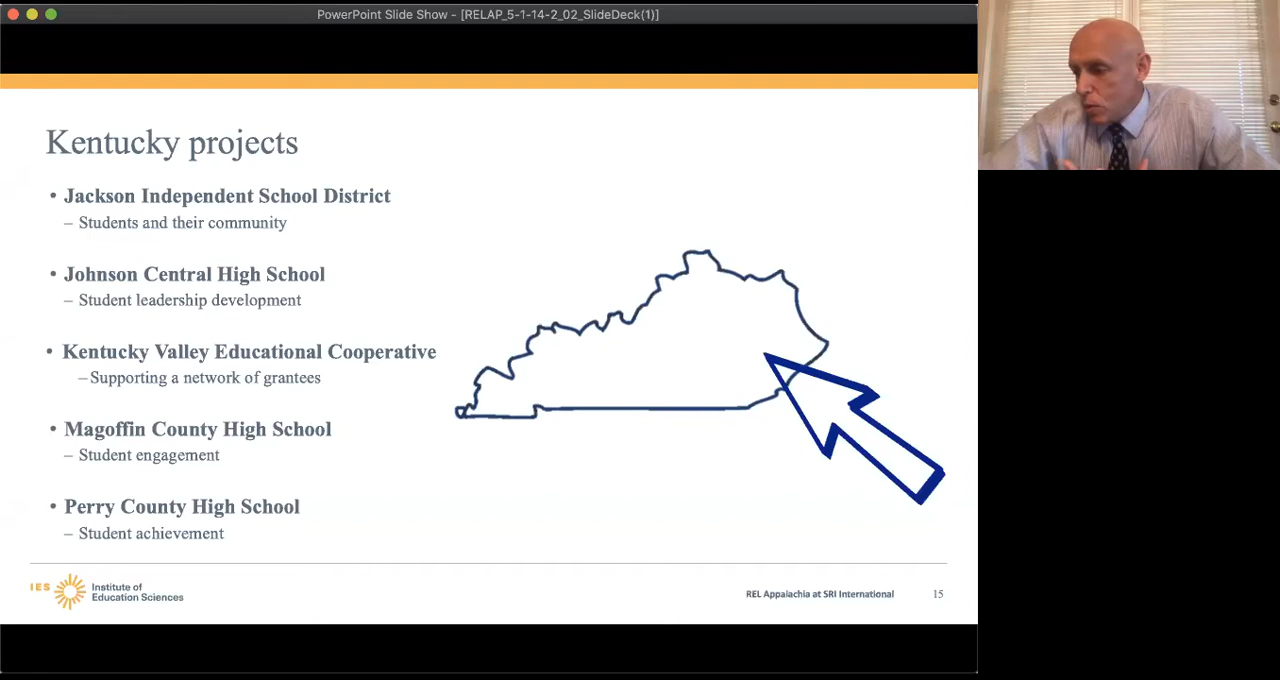 PowerPoint Slide Show - [RELAP_5-1-14-2_02_SlideDeck(1)]
Kentucky projects
• Jackson Independent School District
– Students and their community
• Johnson Central High School
– Student leadership development
• Kentucky Valley Educational Cooperative
–Supporting a network of grantees
• Magoffin County High School
– Student engagement
• Perry County High School
– Student achievement
IES Institute of
Education Sciences
REL Appalachia at SRI International
15